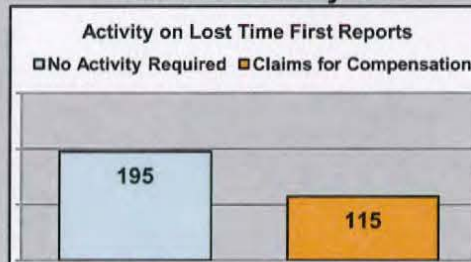 Activity on Lost Time First Reports
No Activity Required Claims for Compensation
195
115